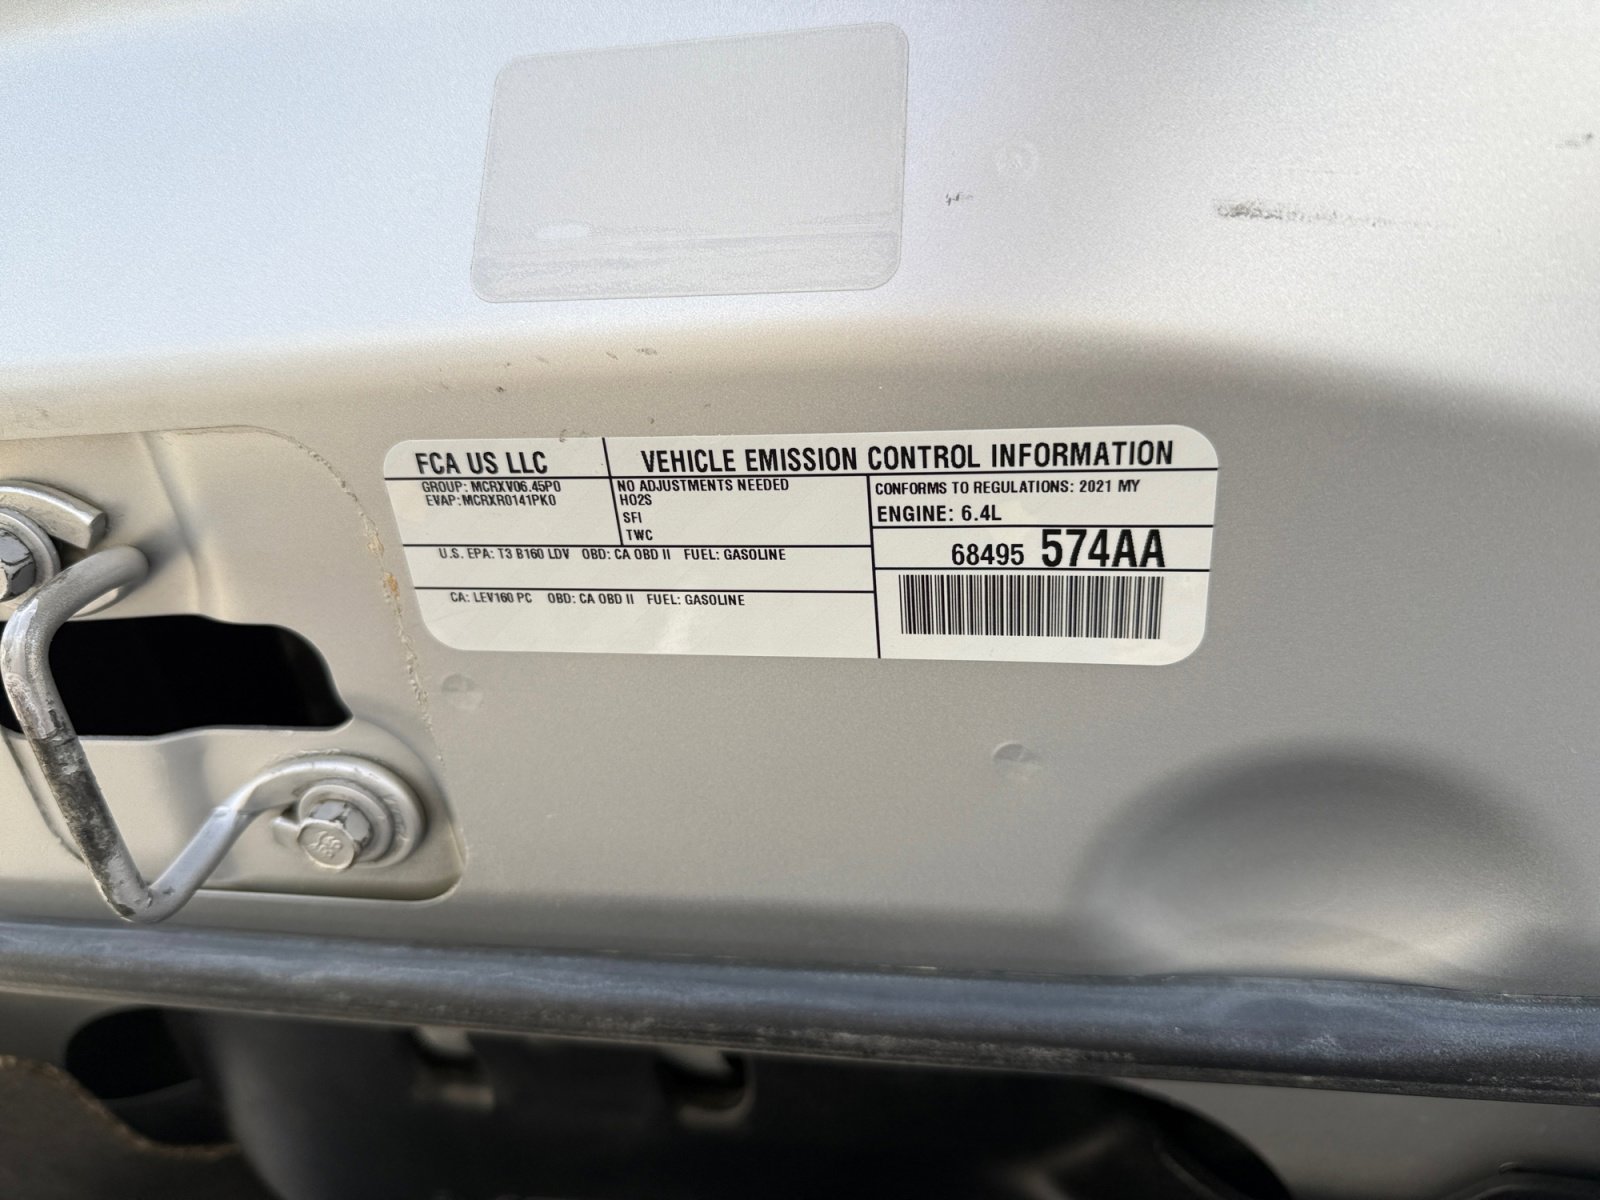 FCA US LLC
GROUP: MCRXV06.45P0
EVAP: MCRXR0141PK0
VEHICLE EMISSION CONTROL INFORMATION
NO ADJUSTMENTS NEEDED
HO2S
SFI
TWC
CONFORMS TO REGULATIONS: 2021 MY
ENGINE: 6.4L
68495 574AA
U.S. EPA: T3 B160 LDV OBD: CA OBD II FUEL: GASOLINE
CA: LEV160 PC OBD: CA OBD II FUEL: GASOLINE